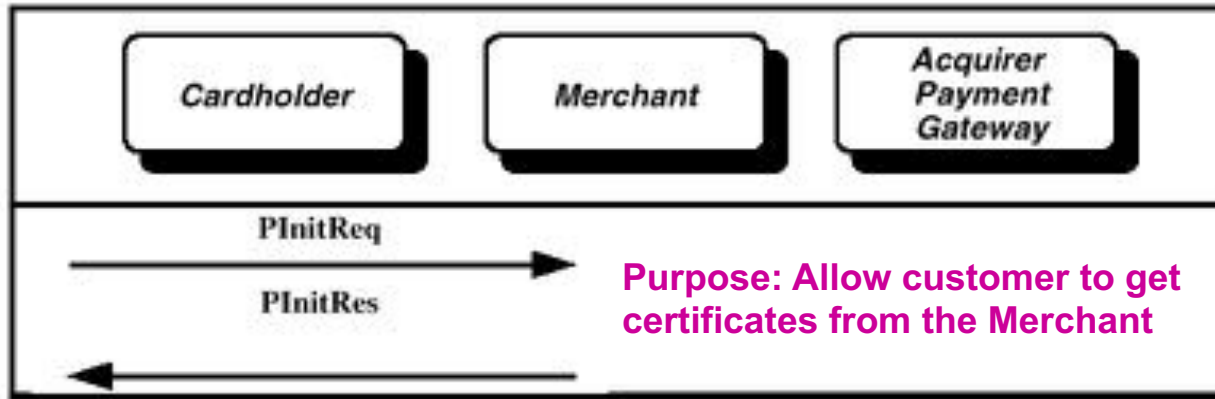 Cardholder
Merchant
Acquirer
Payment
Gateway
PInitReq
PInitRes
Purpose: Allow customer to get
certificates from the Merchant